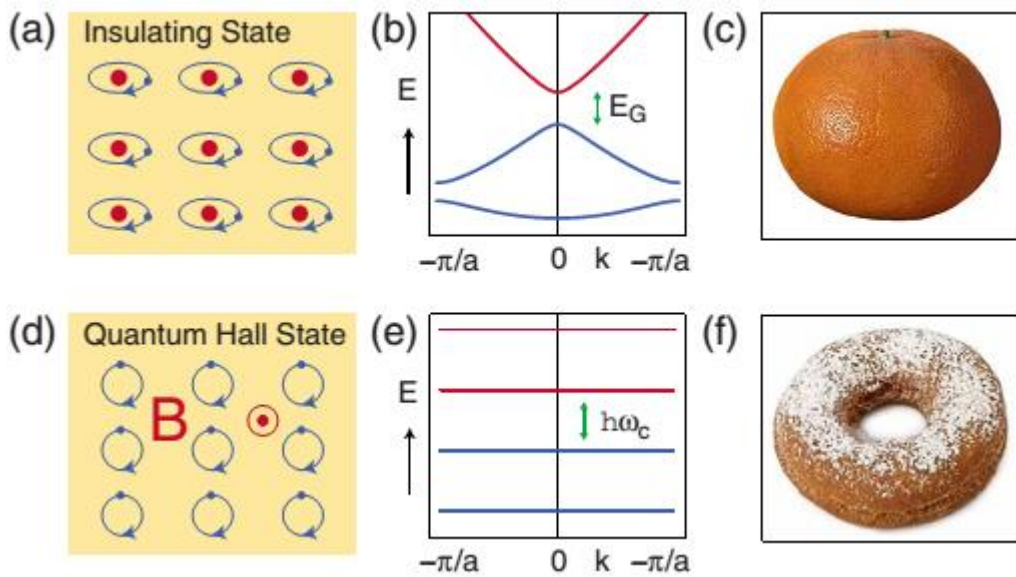 (a)
Insulating State
(b)
E
E_G
−π/a
0
k
−π/a
(c)
(d)
Quantum Hall State
B
(e)
E
hω_c
−π/a
0
k
−π/a
(f)